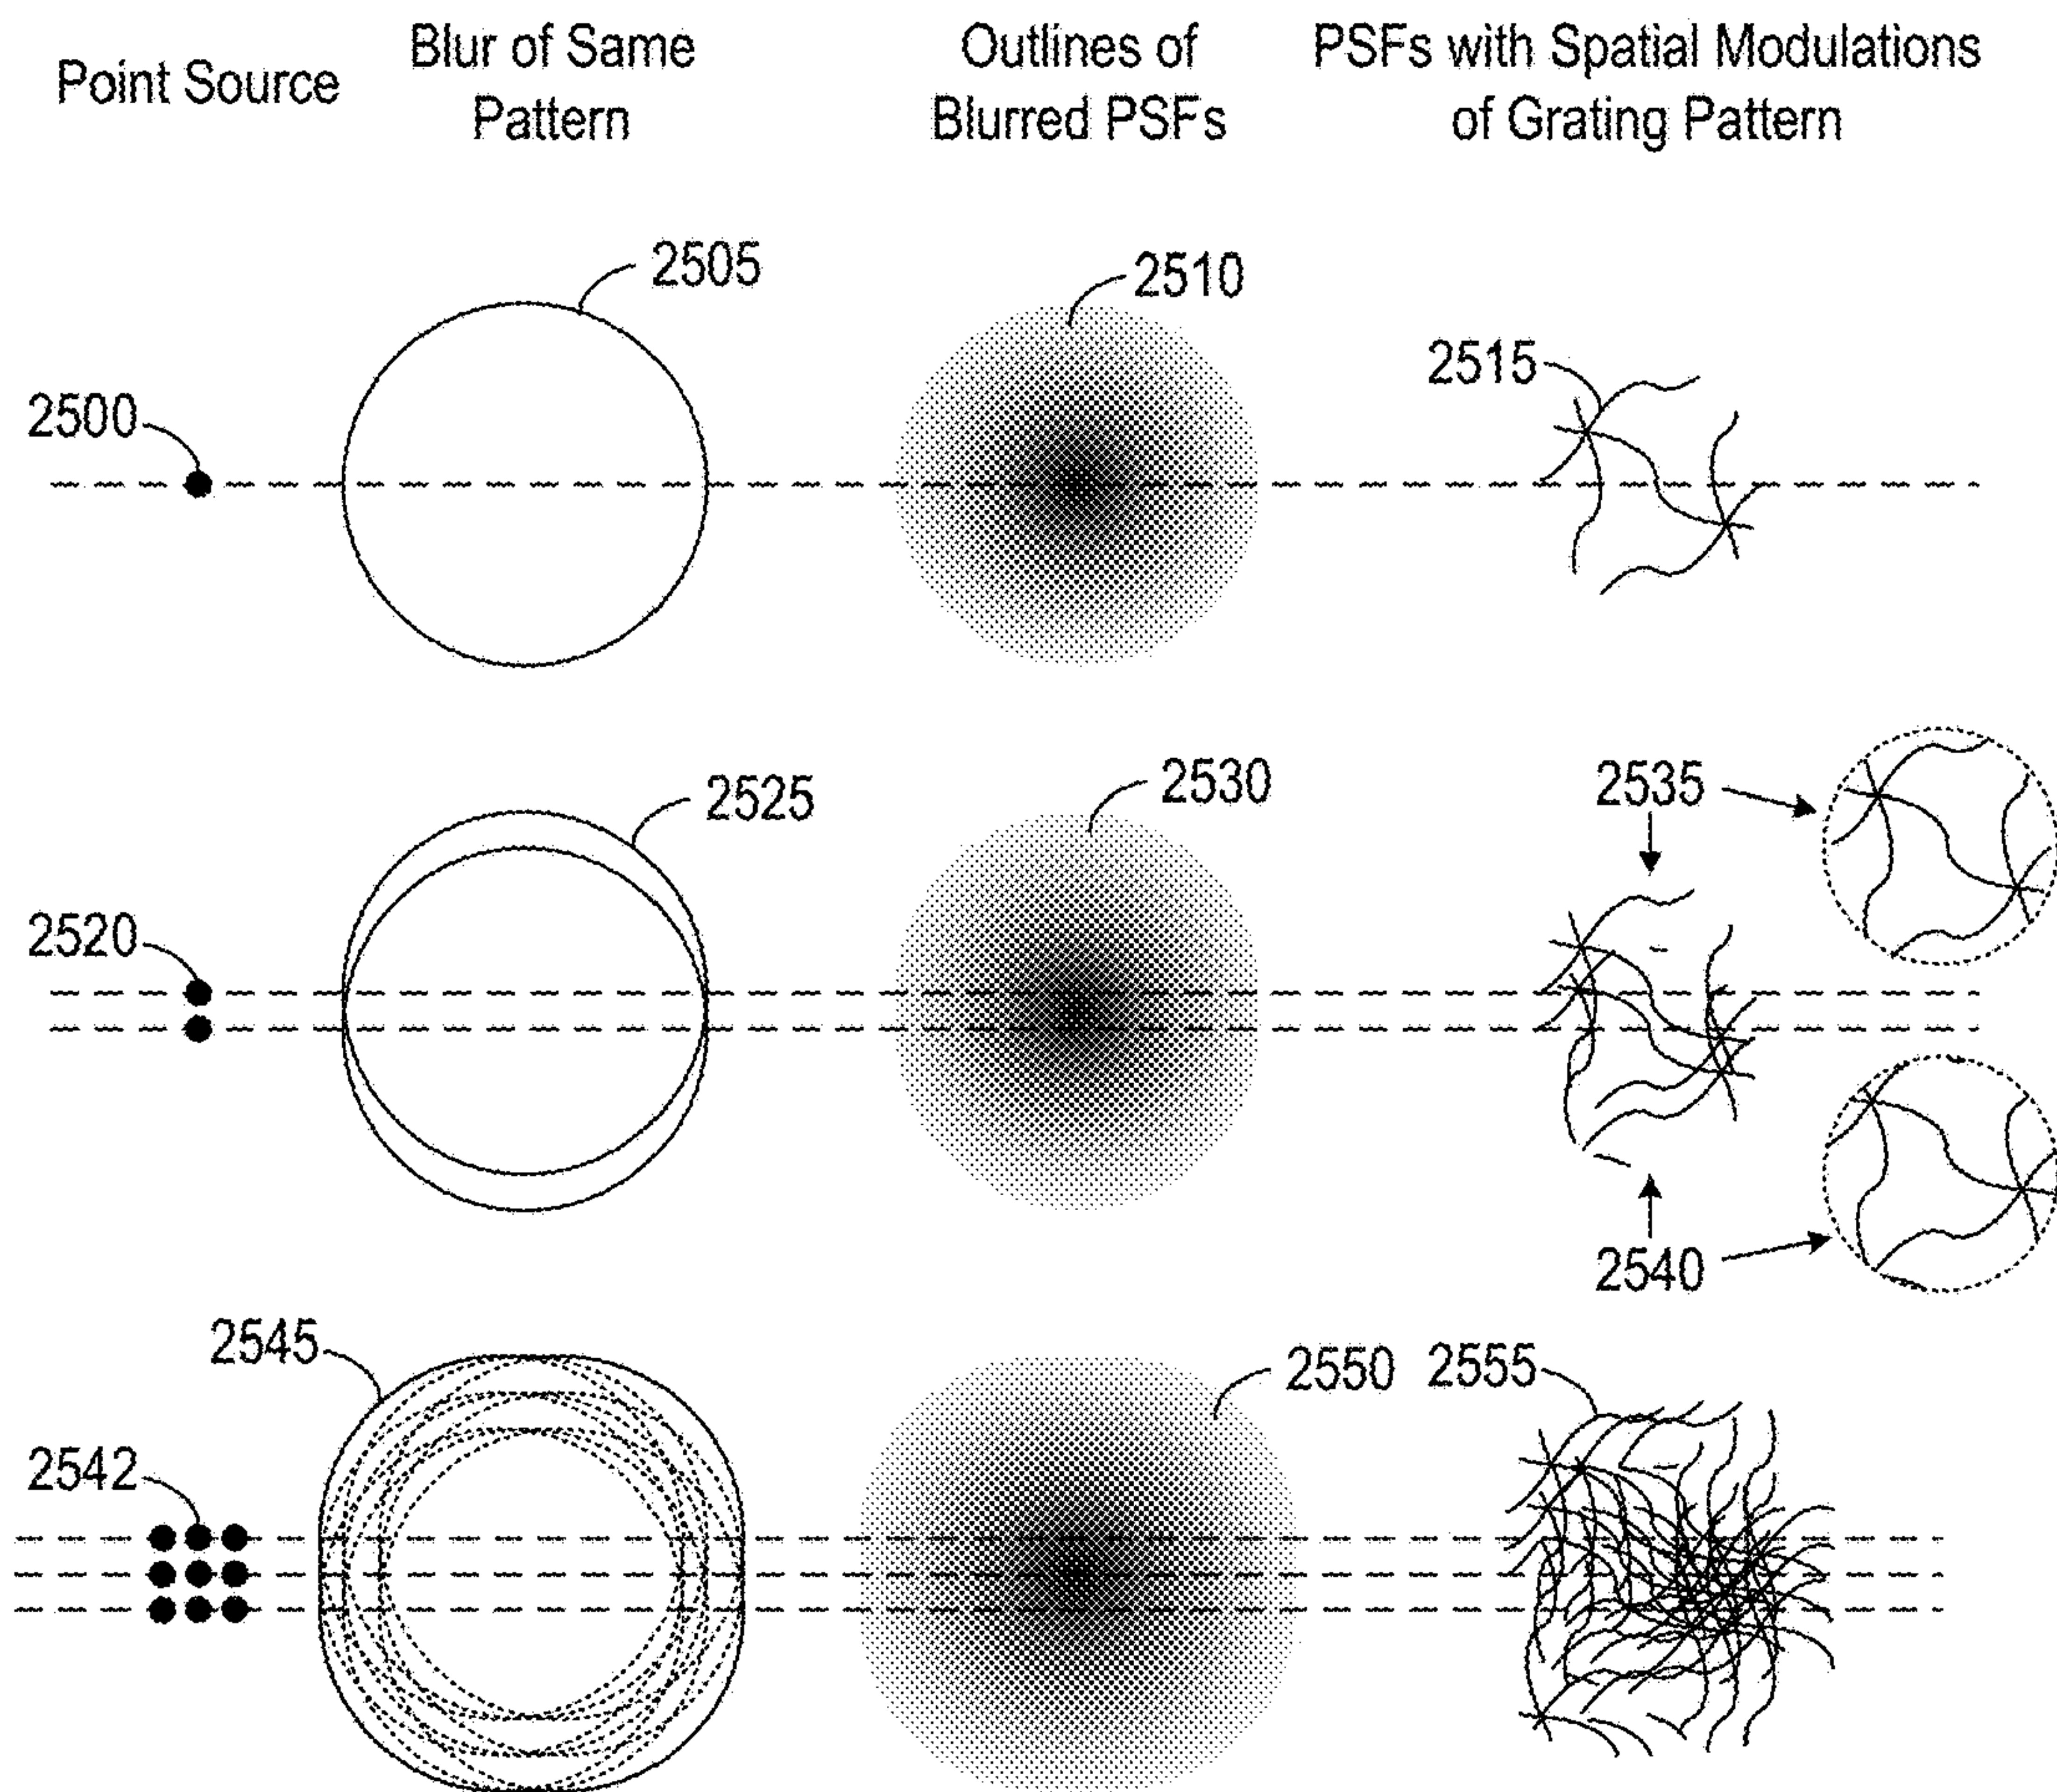 Point Source
Blur of Same
Pattern
Outlines of
Blurred PSFs
PSFs with Spatial Modulations
of Grating Pattern
2505
2510
2515
2500
2525
2530
2535
2520
2540
2545
2550
2555
2542